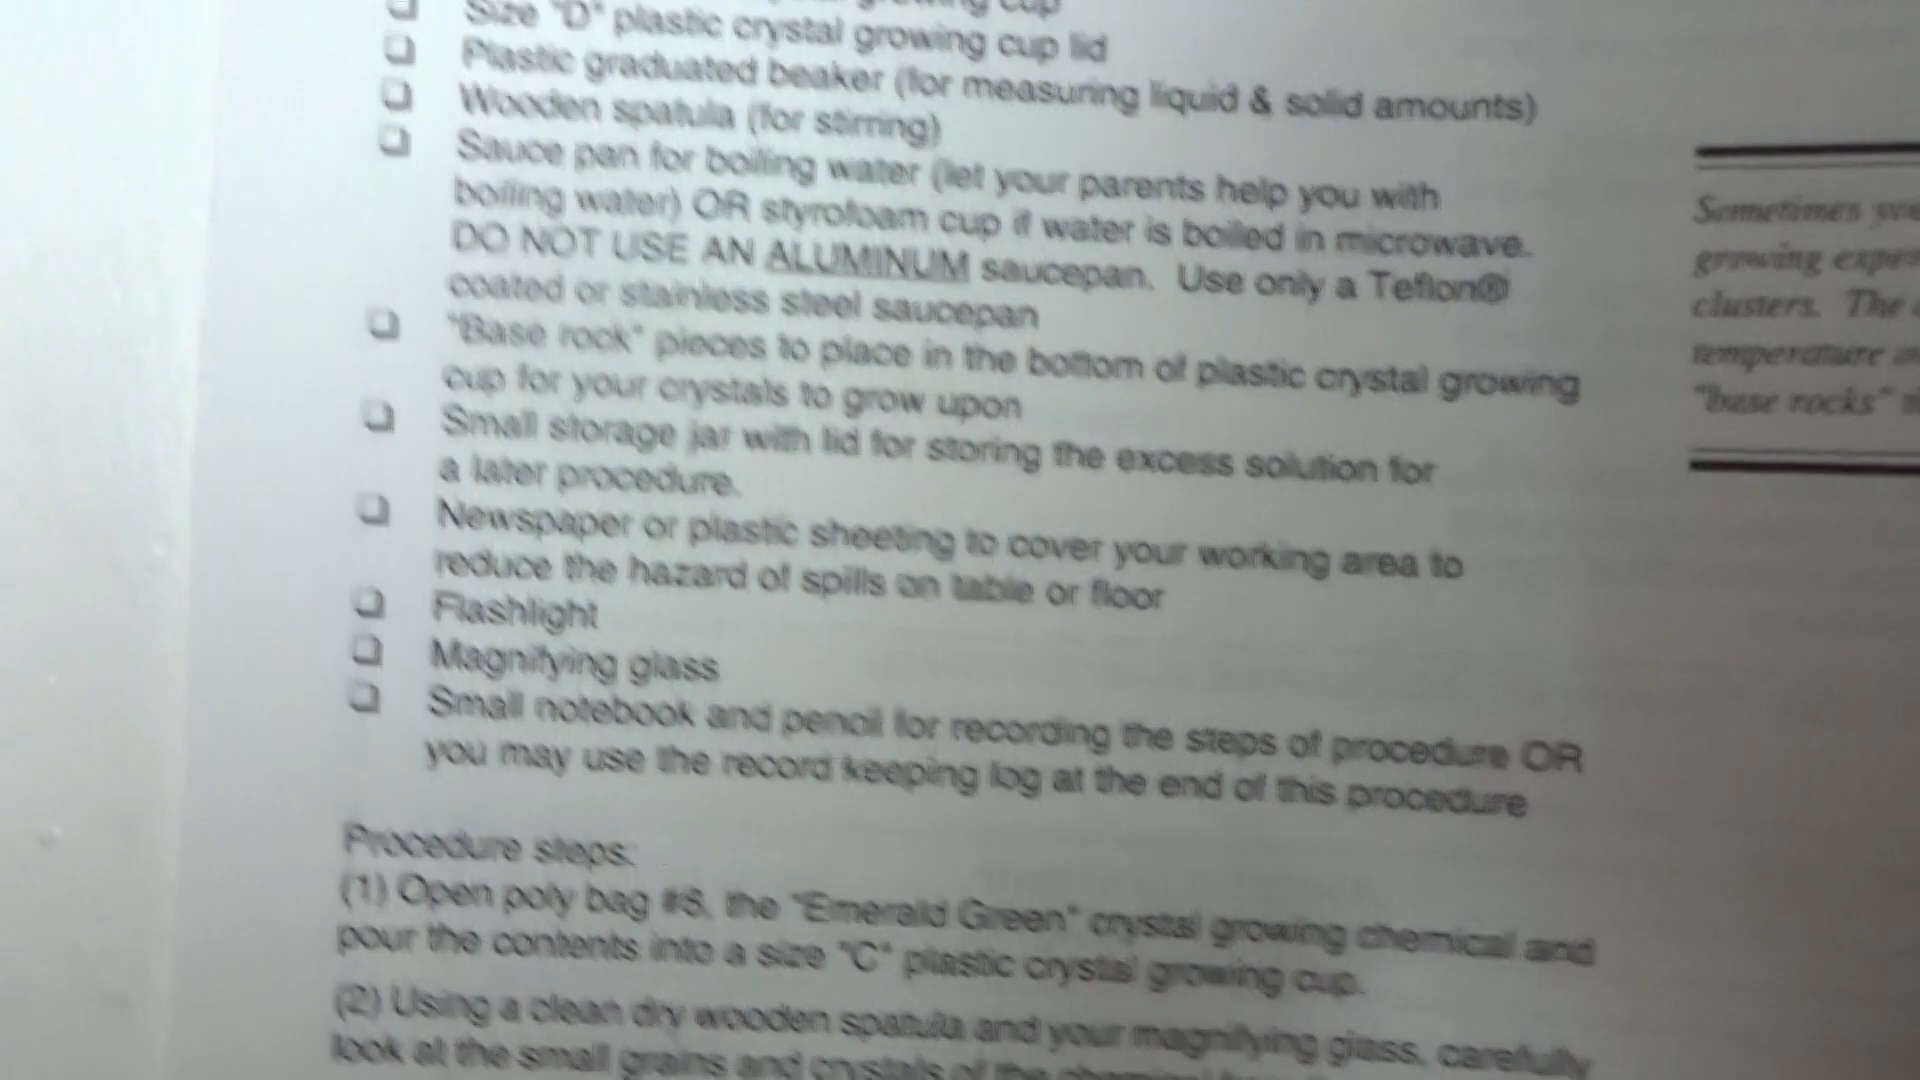 growing cup
❑ Size "D" plastic crystal growing cup lid
❑ Plastic graduated beaker (for measuring liquid & solid amounts)
❑ Wooden spatula (for stirring)
❑ Sauce pan for boiling water (let your parents help you with
boiling water) OR styrofoam cup if water is boiled in microwave.
DO NOT USE AN ALUMINUM saucepan. Use only a Teflon®
coated or stainless steel saucepan
❑ "Base rock" pieces to place in the bottom of plastic crystal growing
cup for your crystals to grow upon
❑ Small storage jar with lid for storing the excess solution for
a later procedure.
❑ Newspaper or plastic sheeting to cover your working area to
reduce the hazard of spills on table or floor
❑ Flashlight
❑ Magnifying glass
❑ Small notebook and pencil for recording the steps of procedure OR
you may use the record keeping log at the end of this procedure
Procedure steps:
(1) Open poly bag the "Emerald Green" crystal growing chemical and
pour the contents into a size "C" plastic crystal growing cup.
(2) Using a clean dry wooden spatula and your magnifying glass, carefully
look at the small grains and crystals of the
Sometimes
growing
clusters. The
temperature
"base rocks"